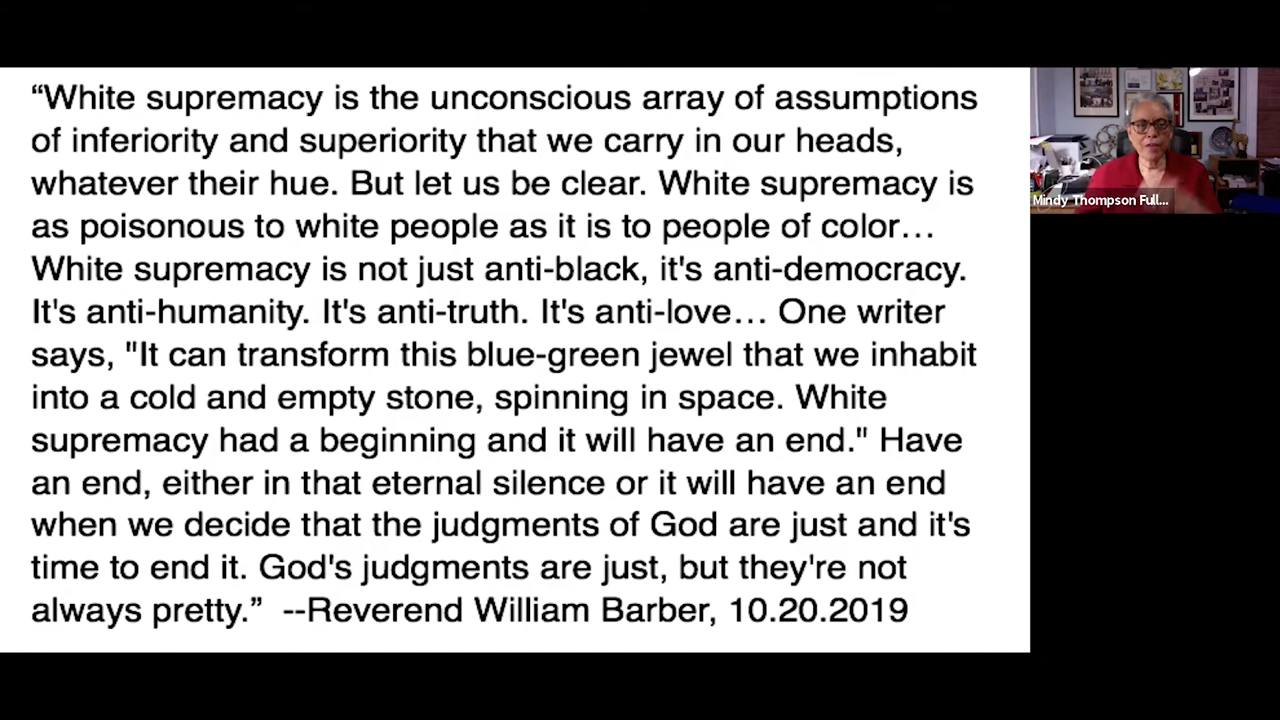 “White supremacy is the unconscious array of assumptions
of inferiority and superiority that we carry in our heads,
whatever their hue. But let us be clear. White supremacy is
as poisonous to white people as it is to people of color…
White supremacy is not just anti-black, it's anti-democracy.
It's anti-humanity. It's anti-truth. It's anti-love… One writer
says, "It can transform this blue-green jewel that we inhabit
into a cold and empty stone, spinning in space. White
supremacy had a beginning and it will have an end." Have
an end, either in that eternal silence or it will have an end
when we decide that the judgments of God are just and it's
time to end it. God's judgments are just, but they're not
always pretty.” --Reverend William Barber, 10.20.2019
Mindy Thompson Full...